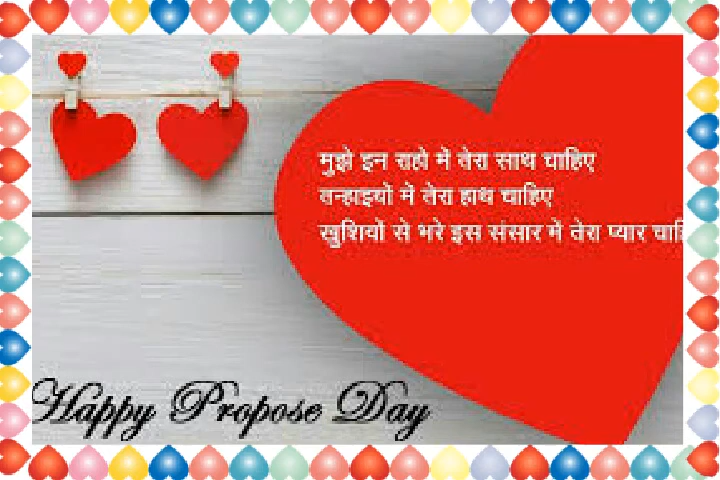 मुझे इन राहो में तेरा साथ चाहिए
तन्हाइयों में तेरा हाथ चाहिए
खुशियों से भरे इस संसार में तेरा प्यार
Happy Propose Day